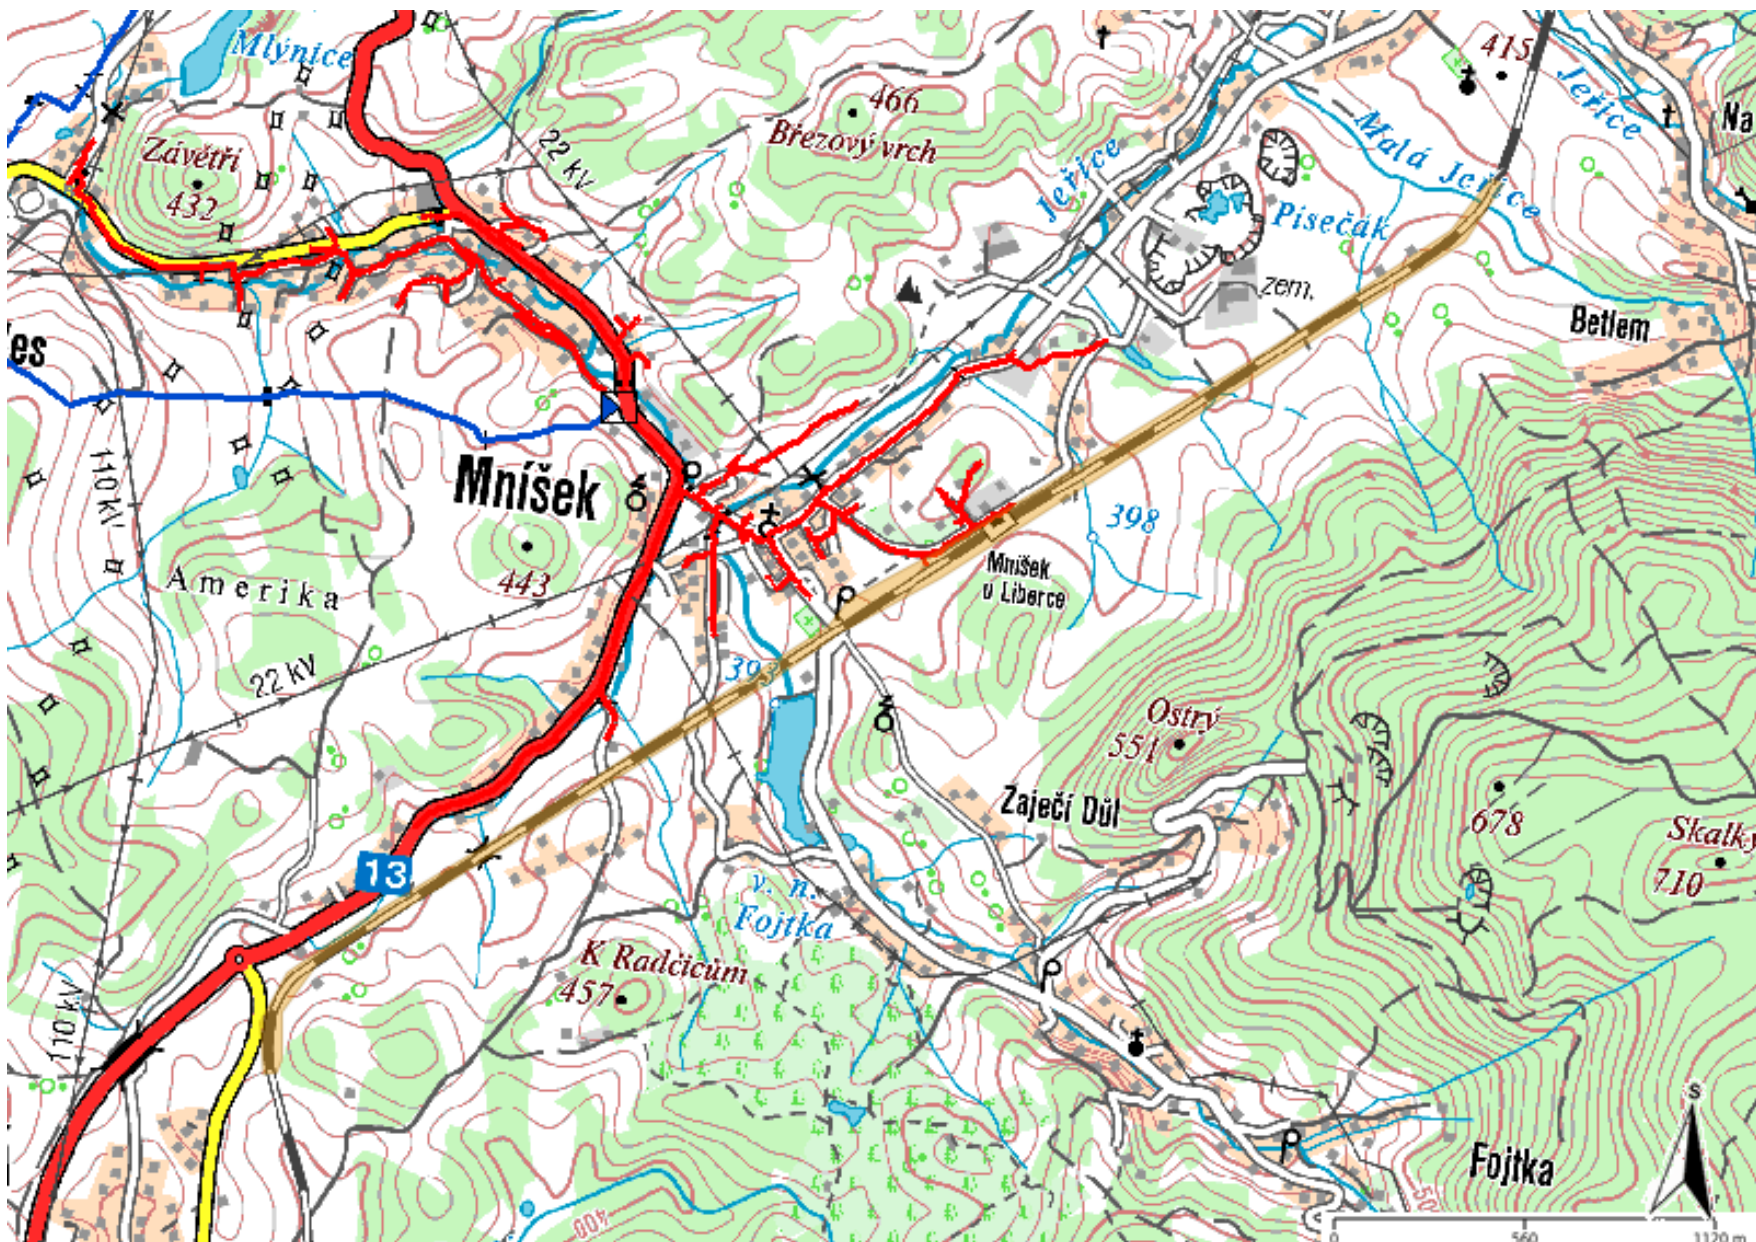 Mlýnice
415
Jeřice
Na
466
Březový vrch
Malá Jeřice
22 kV
Závětří
432
Jeřice
Písečák
zem.
Betlem
es
110 kV
Mníšek
398
443
Mníšek
u Liberce
Amerika
22 kV
393
Ostrý
551
Zaječí Důl
678
Skalky
710
13
v. n.
Fojtka
K Radčicům
457
110 kV
S
Fojtka
400
0
560
1120 m